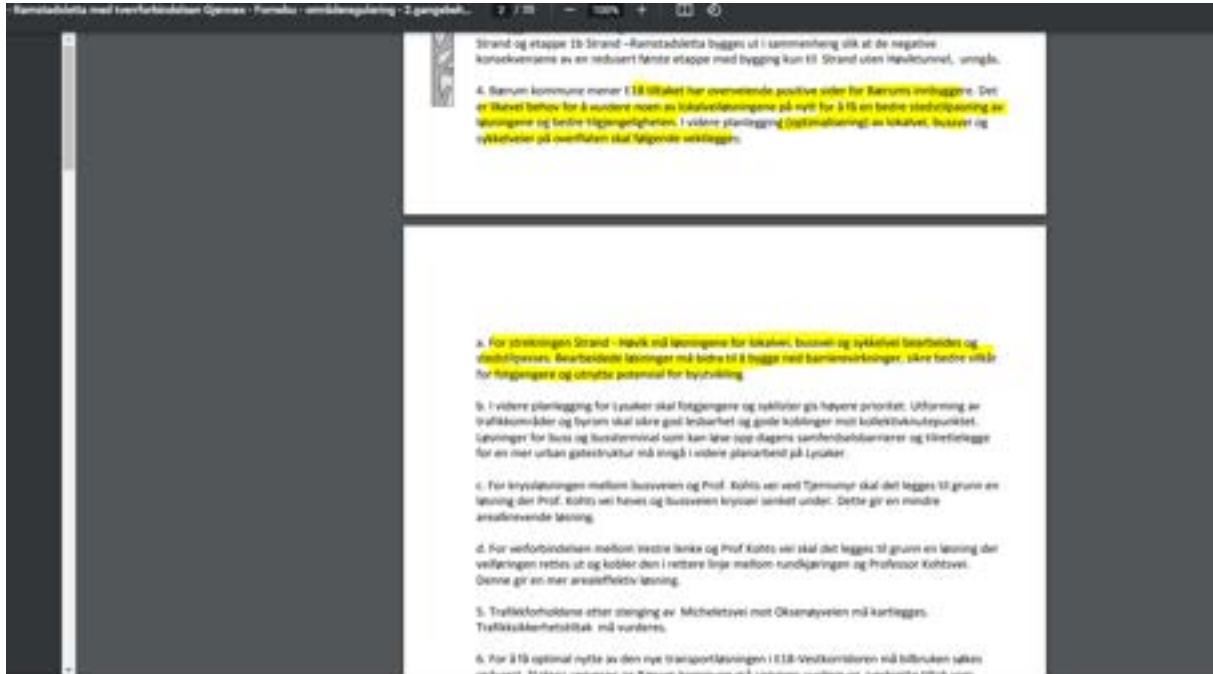 Ramstadsletta med tverrforbindelsen Gjønnes - Fornebu - områderegulering - 2.gangsbeh... 2 / 35 — 100% +
Strand og etappe 1b Strand –Ramstadsletta bygges ut i sammenheng slik at de negative
konsekvensene av en redusert første etappe med bygging kun til Strand uten Høviktunnel, unngås.
4. Bærum kommune mener E18 tiltaket har overveiende positive sider for Bærums innbyggere. Det
er likevel behov for å vurdere noen av lokalveiløsningene på nytt for å få en bedre stedstilpasning av
løsningene og bedre tilgjengeligheten. I videre planlegging (optimalisering) av lokalvei, bussvei og
sykkelveier på overflaten skal følgende vektlegges:
a. For strekningen Strand - Høvik må løsningene for lokalvei, bussvei og sykkelvei bearbeides og
stedstilpasses. Bearbeidede løsninger må bidra til å bygge ned barrierevirkninger, sikre bedre vilkår
for fotgjengere og utnytte potensial for byutvikling.
b. I videre planlegging for Lysaker skal fotgjengere og syklister gis høyere prioritet. Utforming av
trafikkområder og byrom skal sikre god lesbarhet og gode koblinger mot kollektivknutepunktet.
Løsninger for buss og bussterminal som kan løse opp dagens samferdselsbarrierer og tilrettelegge
for en mer urban gatestruktur må inngå i videre planarbeid på Lysaker.
c. For kryssløsningen mellom bussveien og Prof. Kohts vei ved Tjernsmyr skal det legges til grunn en
løsning der Prof. Kohts vei heves og bussveien krysser senket under. Dette gir en mindre
arealkrevende løsning.
d. For veiforbindelsen mellom Vestre lenke og Prof Kohts vei skal det legges til grunn en løsning der
veiføringen rettes ut og kobler den i rettere linje mellom rundkjøringen og Professor Kohtsvei.
Denne gir en mer arealeffektiv løsning.
5. Trafikkforholdene etter stenging av Micheletsvei mot Oksenøyveien må kartlegges.
Trafikksikkerhetstiltak må vurderes.
6. For å få optimal nytte av den nye transportløsningen i E18-Vestkorridoren må bilbruken søkes